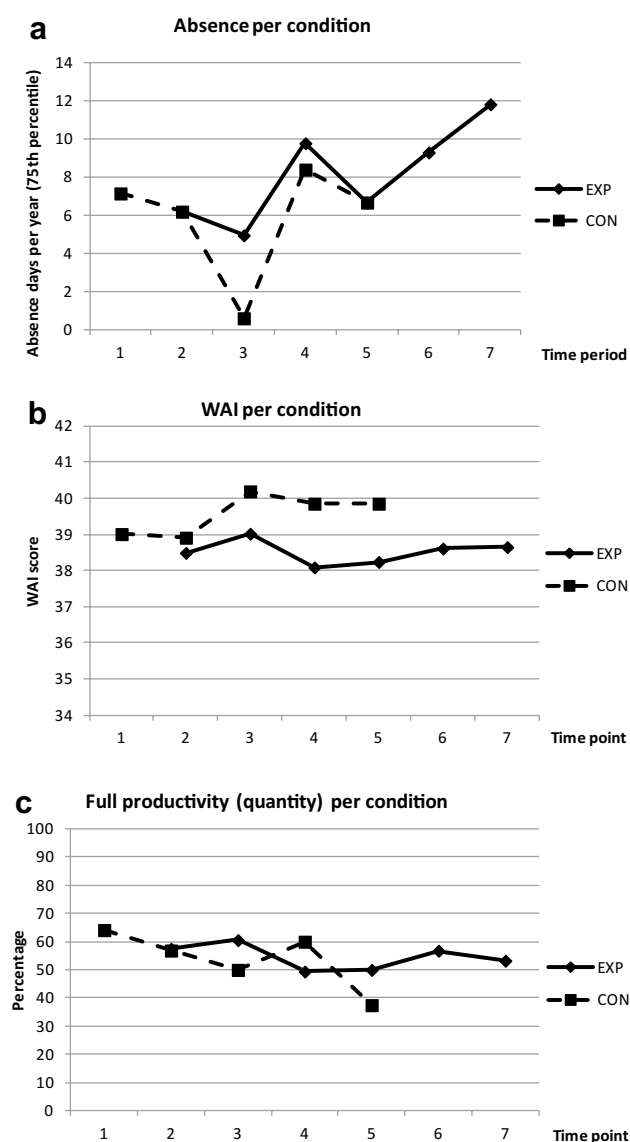 a
Absence per condition
Absence days per year (75th percentile)
14
12
10
8
6
4
2
0
1 2 3 4 5 6 7 Time period
EXP
CON
b
WAI per condition
WAI score
42
41
40
39
38
37
36
35
34
1 2 3 4 5 6 7 Time point
EXP
CON
c
Full productivity (quantity) per condition
Percentage
100
90
80
70
60
50
40
30
20
10
0
1 2 3 4 5 6 7 Time point
EXP
CON